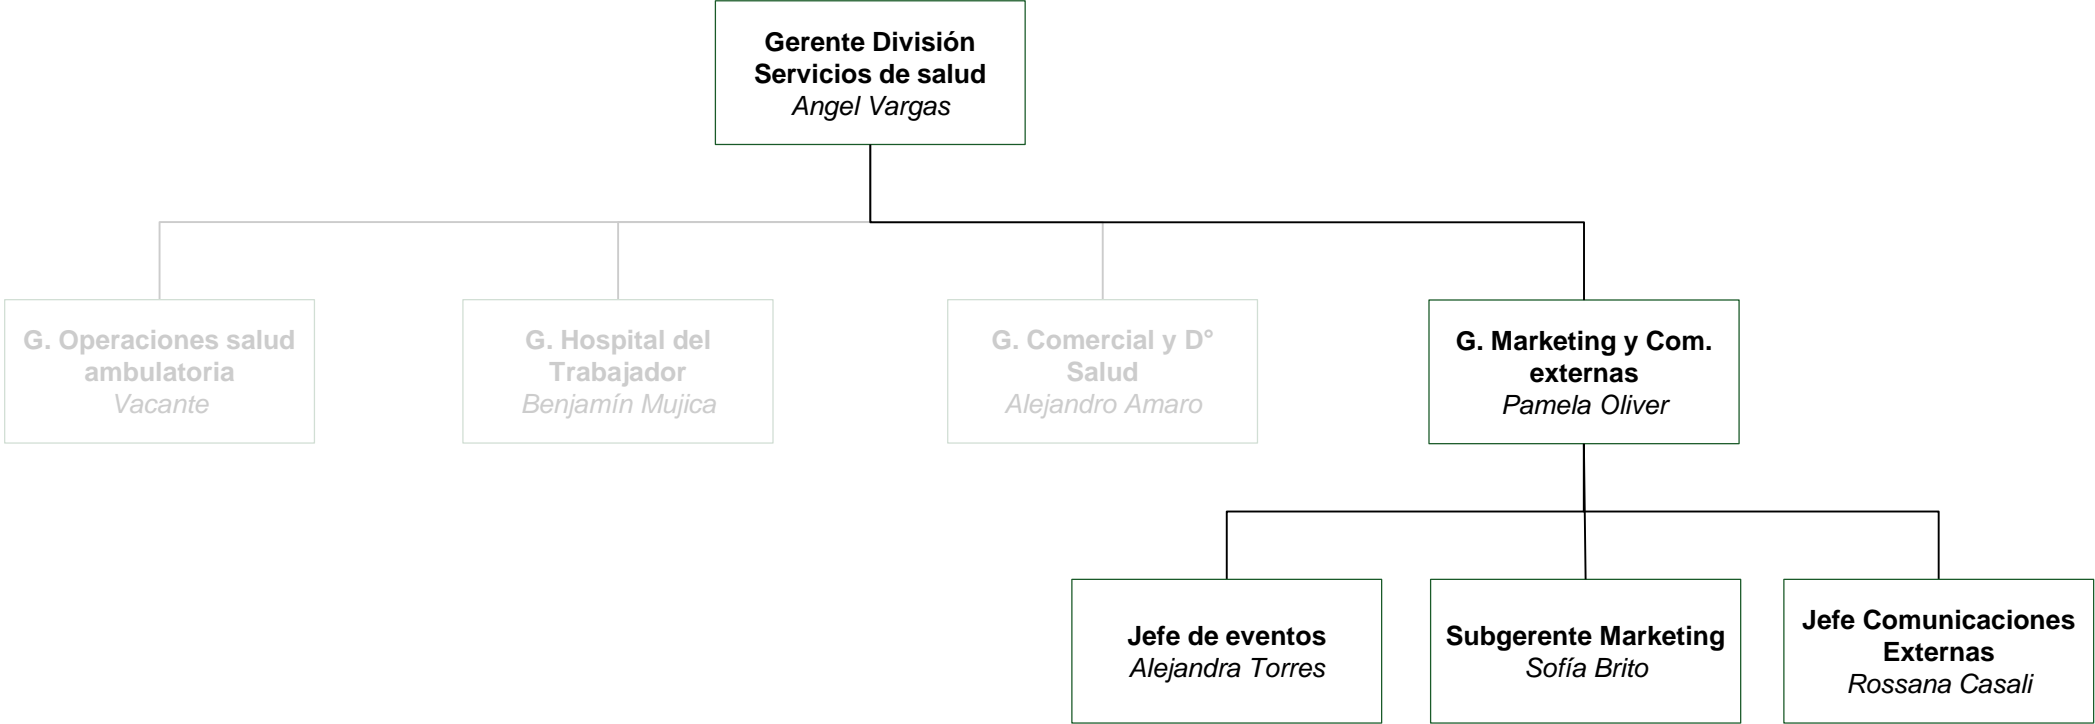 Gerente División
Servicios de salud
Angel Vargas
G. Operaciones salud
ambulatoria
Vacante
G. Hospital del
Trabajador
Benjamín Mujica
G. Comercial y D°
Salud
Alejandro Amaro
G. Marketing y Com.
externas
Pamela Oliver
Jefe de eventos
Alejandra Torres
Subgerente Marketing
Sofía Brito
Jefe Comunicaciones
Externas
Rossana Casali